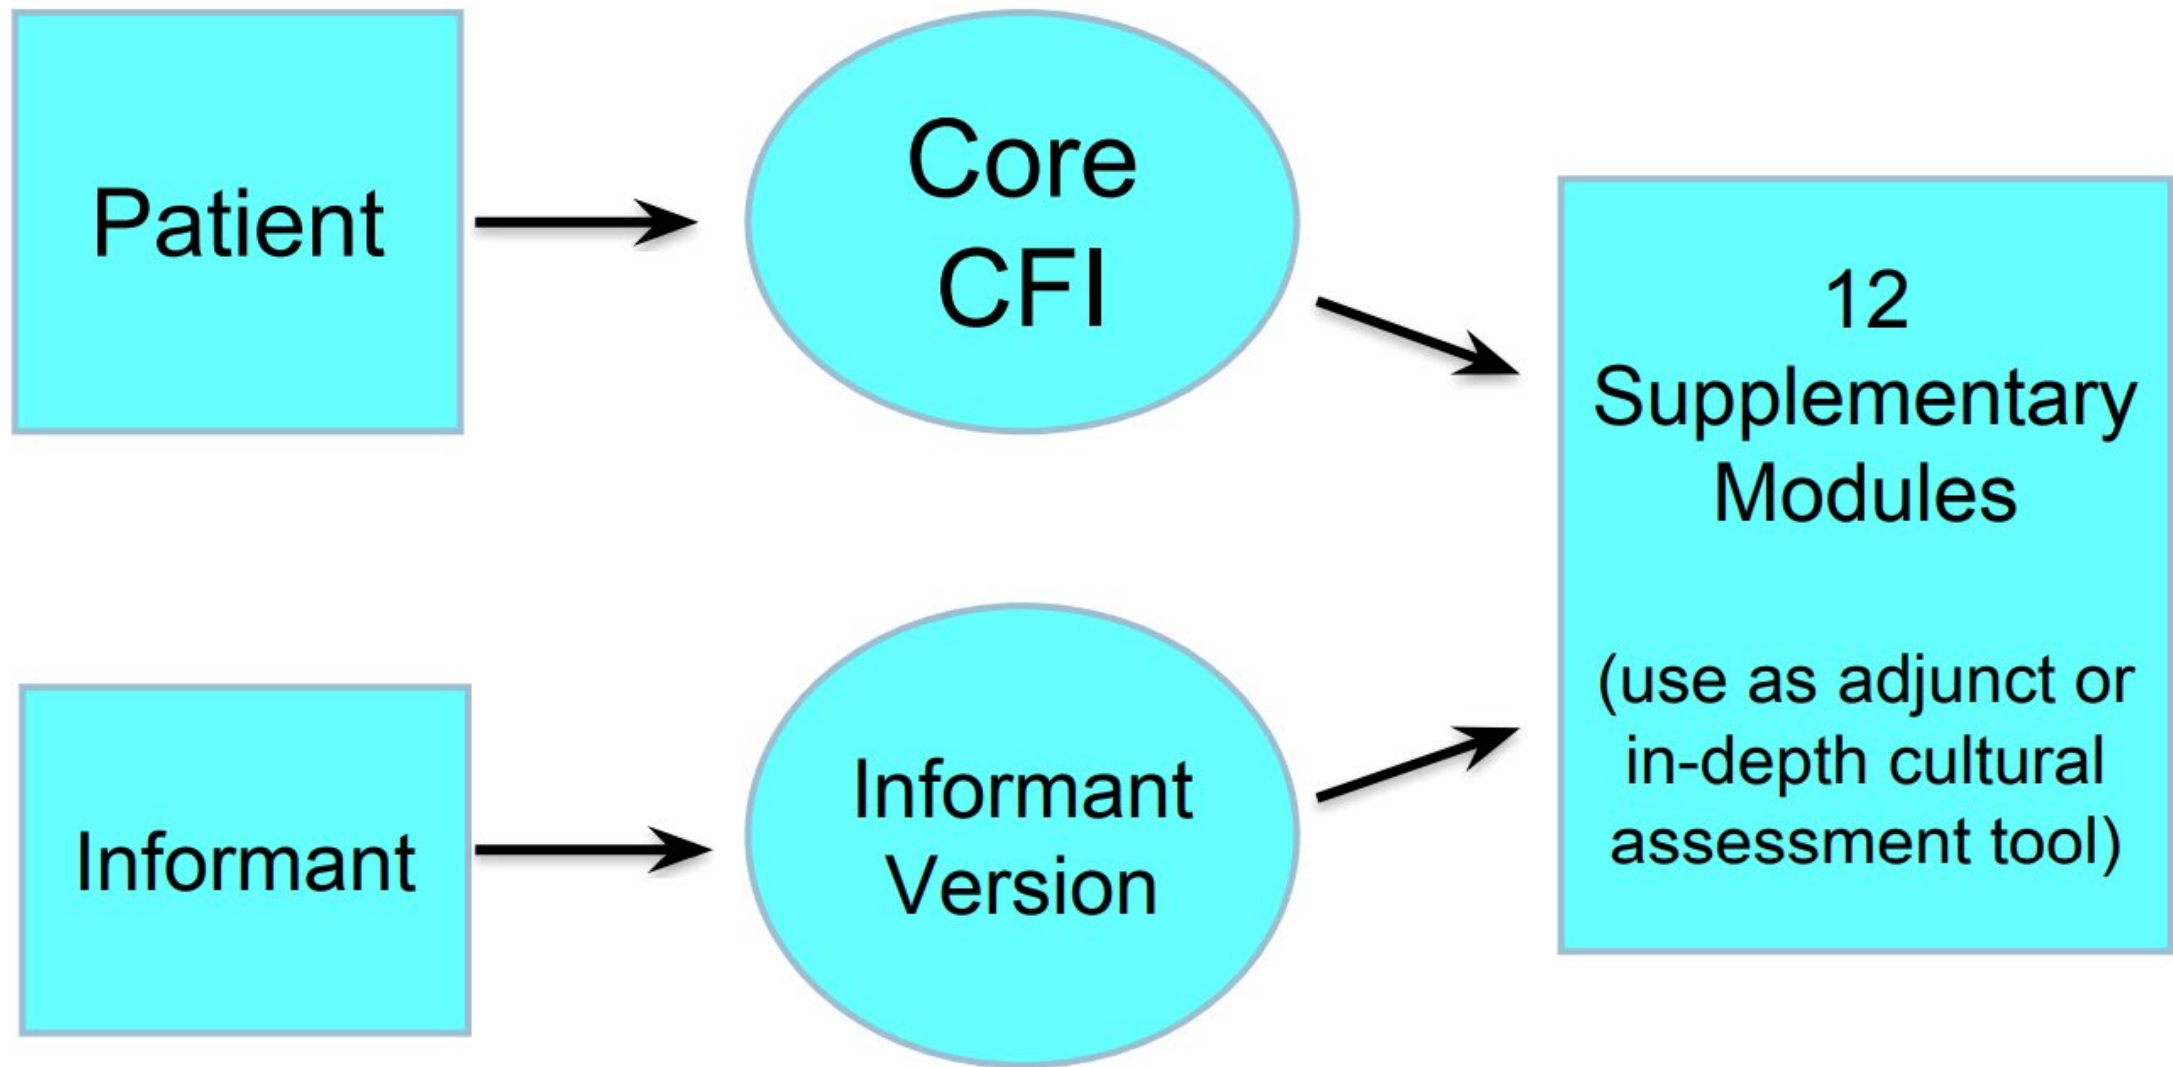 Patient
Core
CFI
12
Supplementary
Modules
(use as adjunct or
in-depth cultural
assessment tool)
Informant
Informant
Version